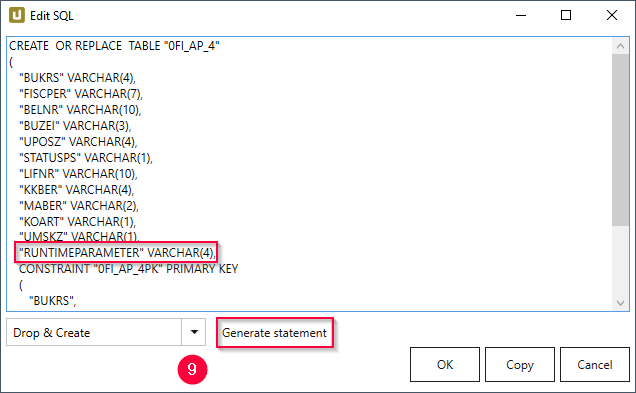 Edit SQL
CREATE  OR REPLACE  TABLE "0FI_AP_4"
(
"BUKRS" VARCHAR(4),
"FISCPER" VARCHAR(7),
"BELNR" VARCHAR(10),
"BUZEI" VARCHAR(3),
"UPOSZ" VARCHAR(4),
"STATUSPS" VARCHAR(1),
"LIFNR" VARCHAR(10),
"KKBER" VARCHAR(4),
"MABER" VARCHAR(2),
"KOART" VARCHAR(1),
"UMSKZ" VARCHAR(1),
"RUNTIMEPARAMETER" VARCHAR(4),
CONSTRAINT "0FI_AP_4PK" PRIMARY KEY
(
"BUKRS",
Drop & Create
Generate statement
9
OK
Copy
Cancel